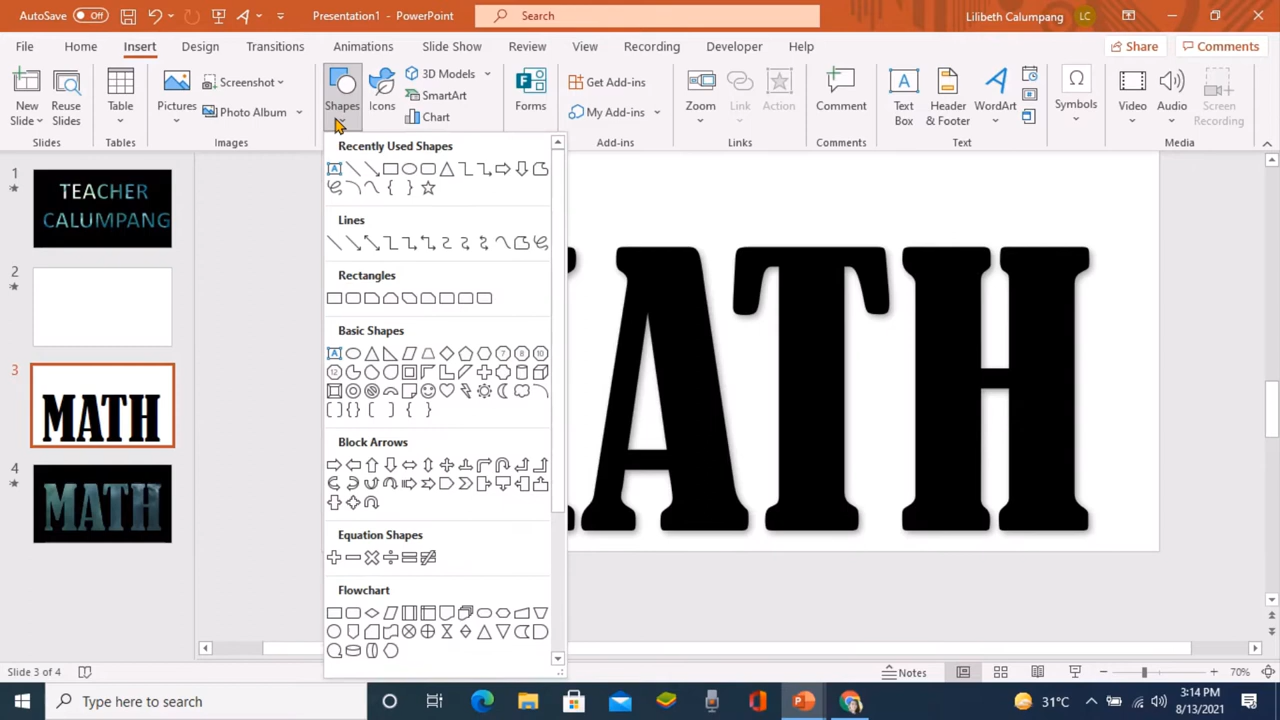 AutoSave Off Presentation1 - PowerPoint Search Lilibeth Calumpang LC
File Home Insert Design Transitions Animations Slide Show Review View Recording Developer Help Share Comments
New Slide Reuse Slides Table Pictures Screenshot Photo Album Shapes Icons 3D Models SmartArt Chart Forms Get Add-ins My Add-ins Zoom Link Action Comment Text Box Header & Footer WordArt Symbols Video Audio Screen Recording
Slides Tables Images Add-ins Links Comments Text Media
Recently Used Shapes
Lines
Rectangles
Basic Shapes
Block Arrows
Equation Shapes
Flowchart
1
TEACHER
CALUMPANG
2
3
MATH
4
MATH
ATH
Slide 3 of 4 Notes 70%
Type here to search 31°C 3:14 PM
8/13/2021